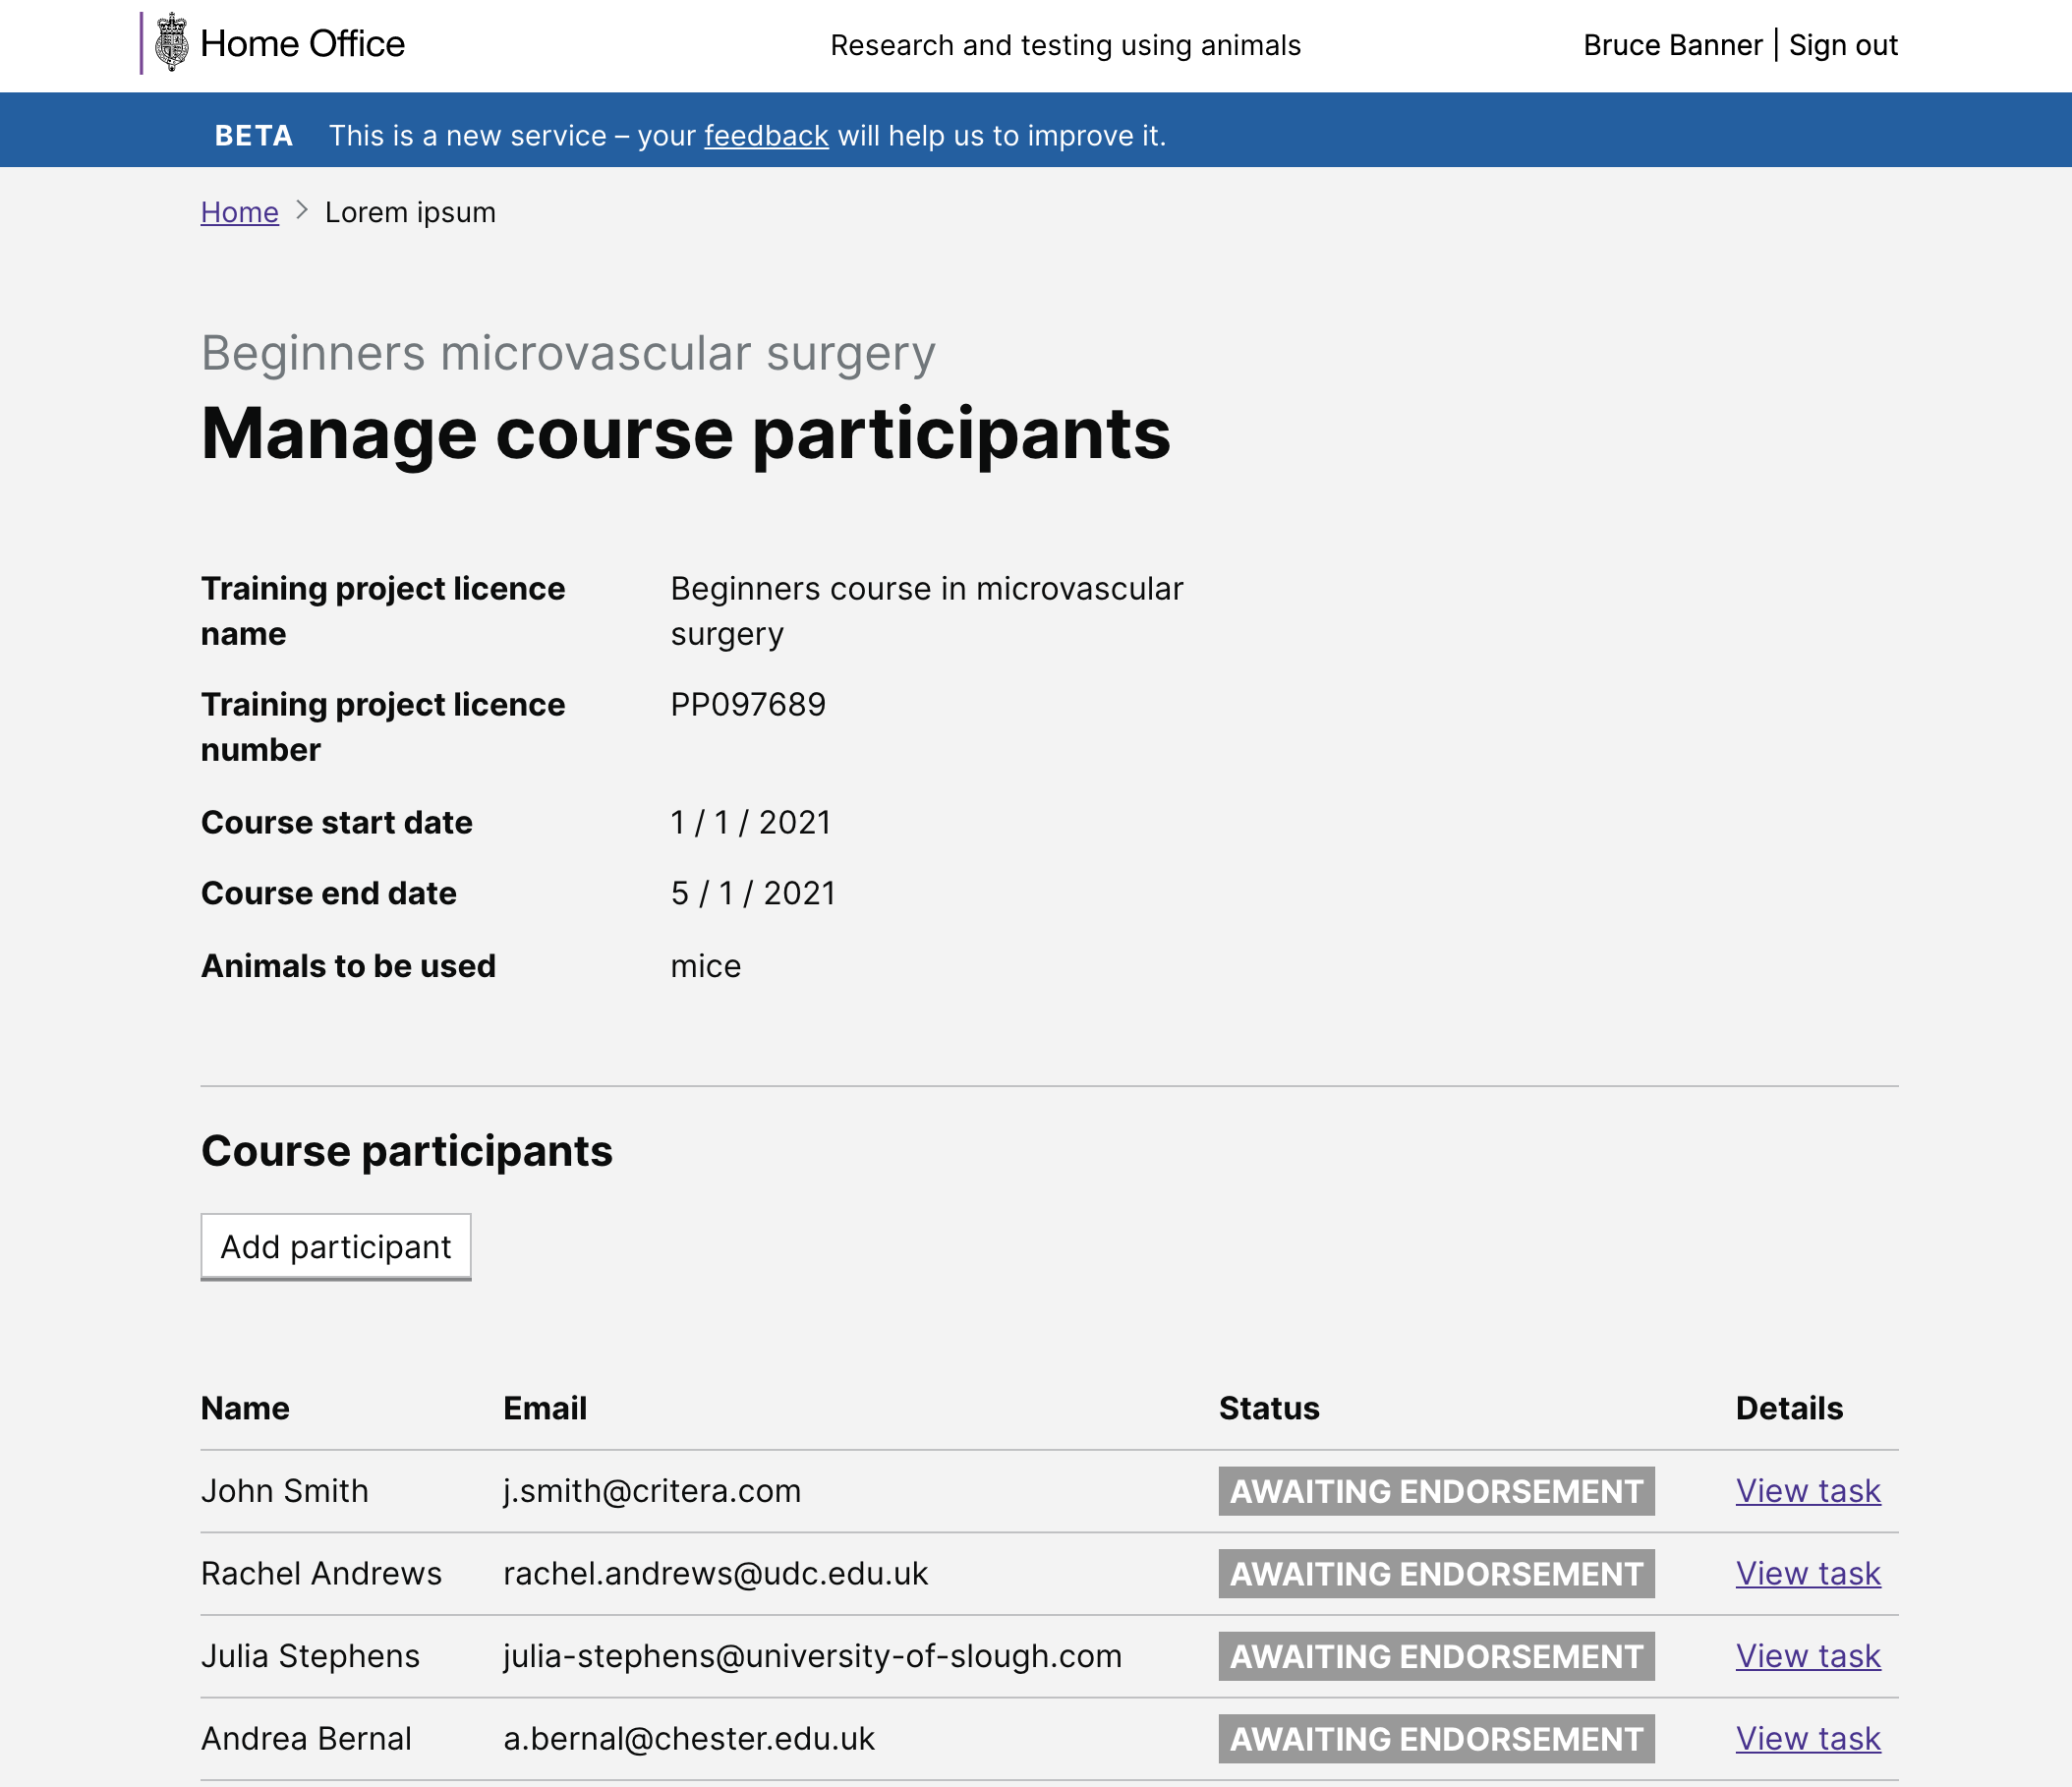 Home Office
Research and testing using animals
Bruce Banner | Sign out
BETA This is a new service – your feedback will help us to improve it.
Home > Lorem ipsum
Beginners microvascular surgery
Manage course participants
Training project licence name
Beginners course in microvascular surgery
Training project licence number
PP097689
Course start date 1 / 1 / 2021
Course end date 5 / 1 / 2021
Animals to be used mice
Course participants
Add participant
Name Email Status Details
John Smith j.smith@critera.com AWAITING ENDORSEMENT View task
Rachel Andrews rachel.andrews@udc.edu.uk AWAITING ENDORSEMENT View task
Julia Stephens julia-stephens@university-of-slough.com AWAITING ENDORSEMENT View task
Andrea Bernal a.bernal@chester.edu.uk AWAITING ENDORSEMENT View task